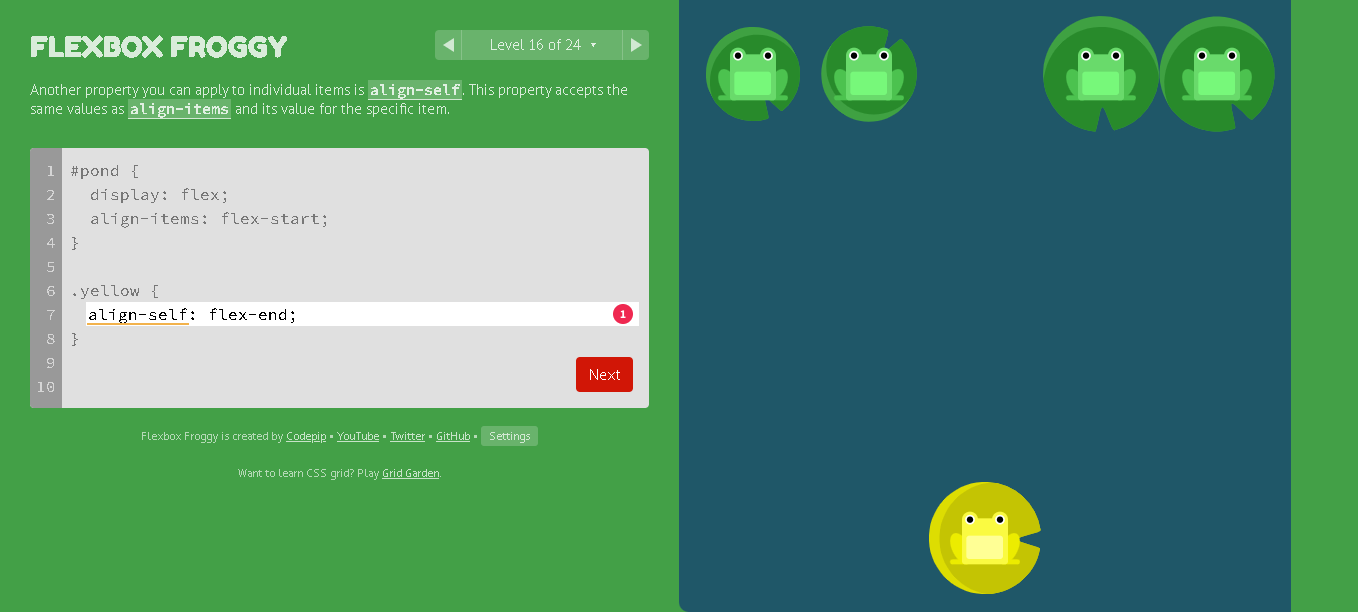 FLEXBOX FROGGY
Level 16 of 24
Another property you can apply to individual items is align-self. This property accepts the
same values as align-items and its value for the specific item.
1 #pond {
2 display: flex;
3 align-items: flex-start;
4 }
5
6 .yellow {
7 align-self: flex-end; 1
8 }
9
10
Next
Flexbox Froggy is created by Codepip • YouTube • Twitter • GitHub • Settings
Want to learn CSS grid? Play Grid Garden.